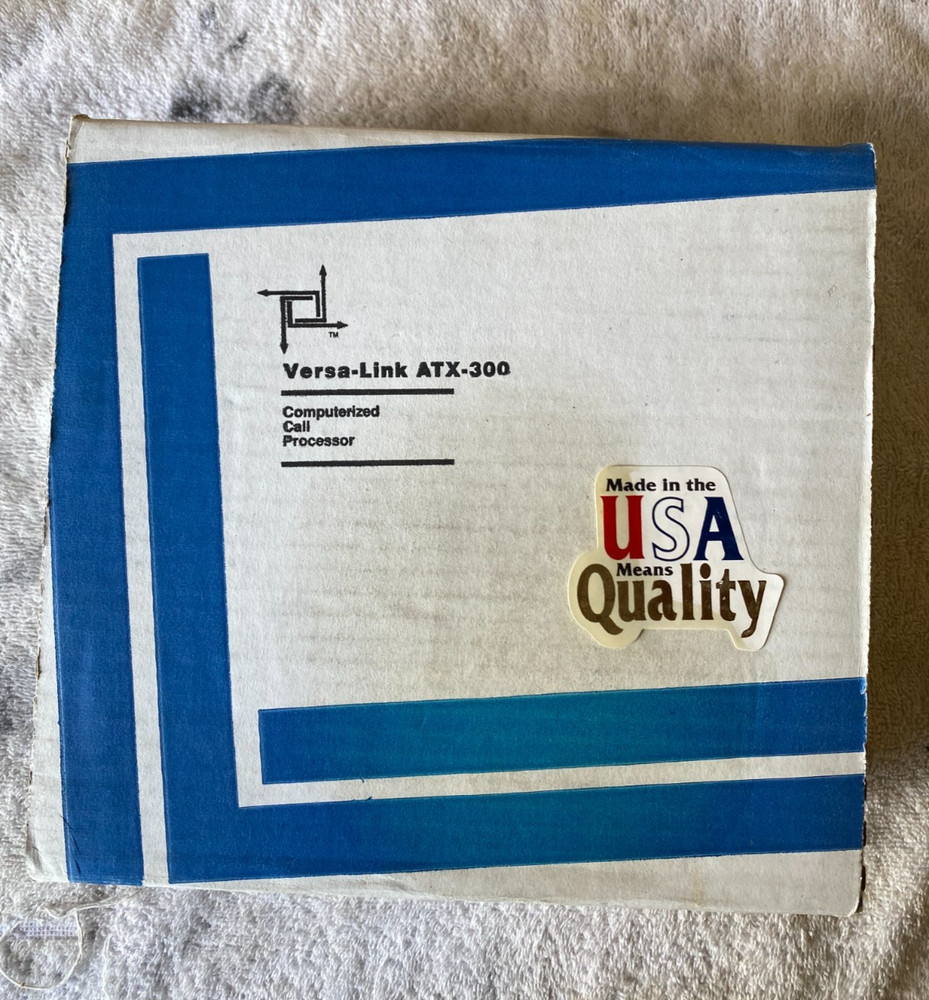 TM
Versa-Link ATX-300
Computerized
Call
Processor
Made in the
USA
Means
Quality